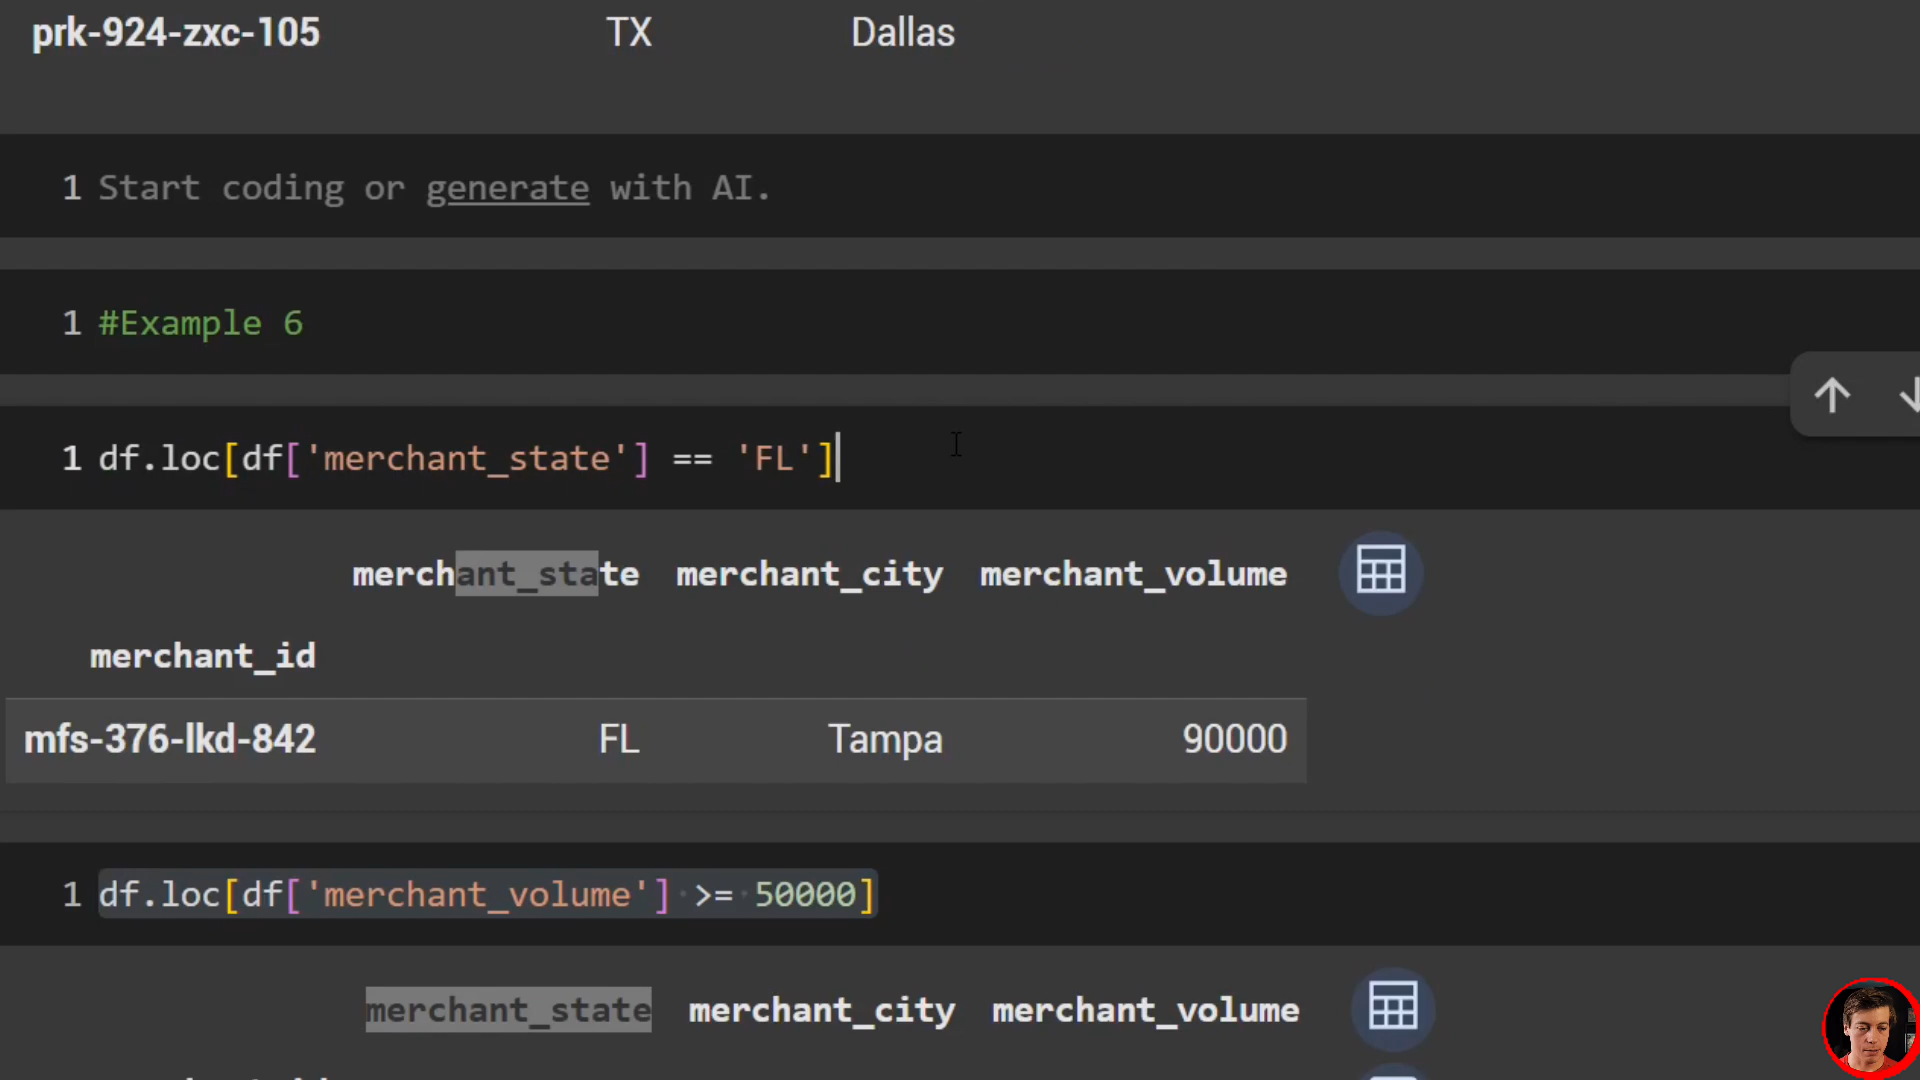 prk-924-zxc-105 TX Dallas
1 Start coding or generate with AI.
1 #Example 6
1 df.loc[df['merchant_state'] == 'FL']
merchant_state merchant_city merchant_volume
merchant_id
mfs-376-lkd-842 FL Tampa 90000
1 df.loc[df['merchant_volume'] >= 50000]
merchant_state merchant_city merchant_volume